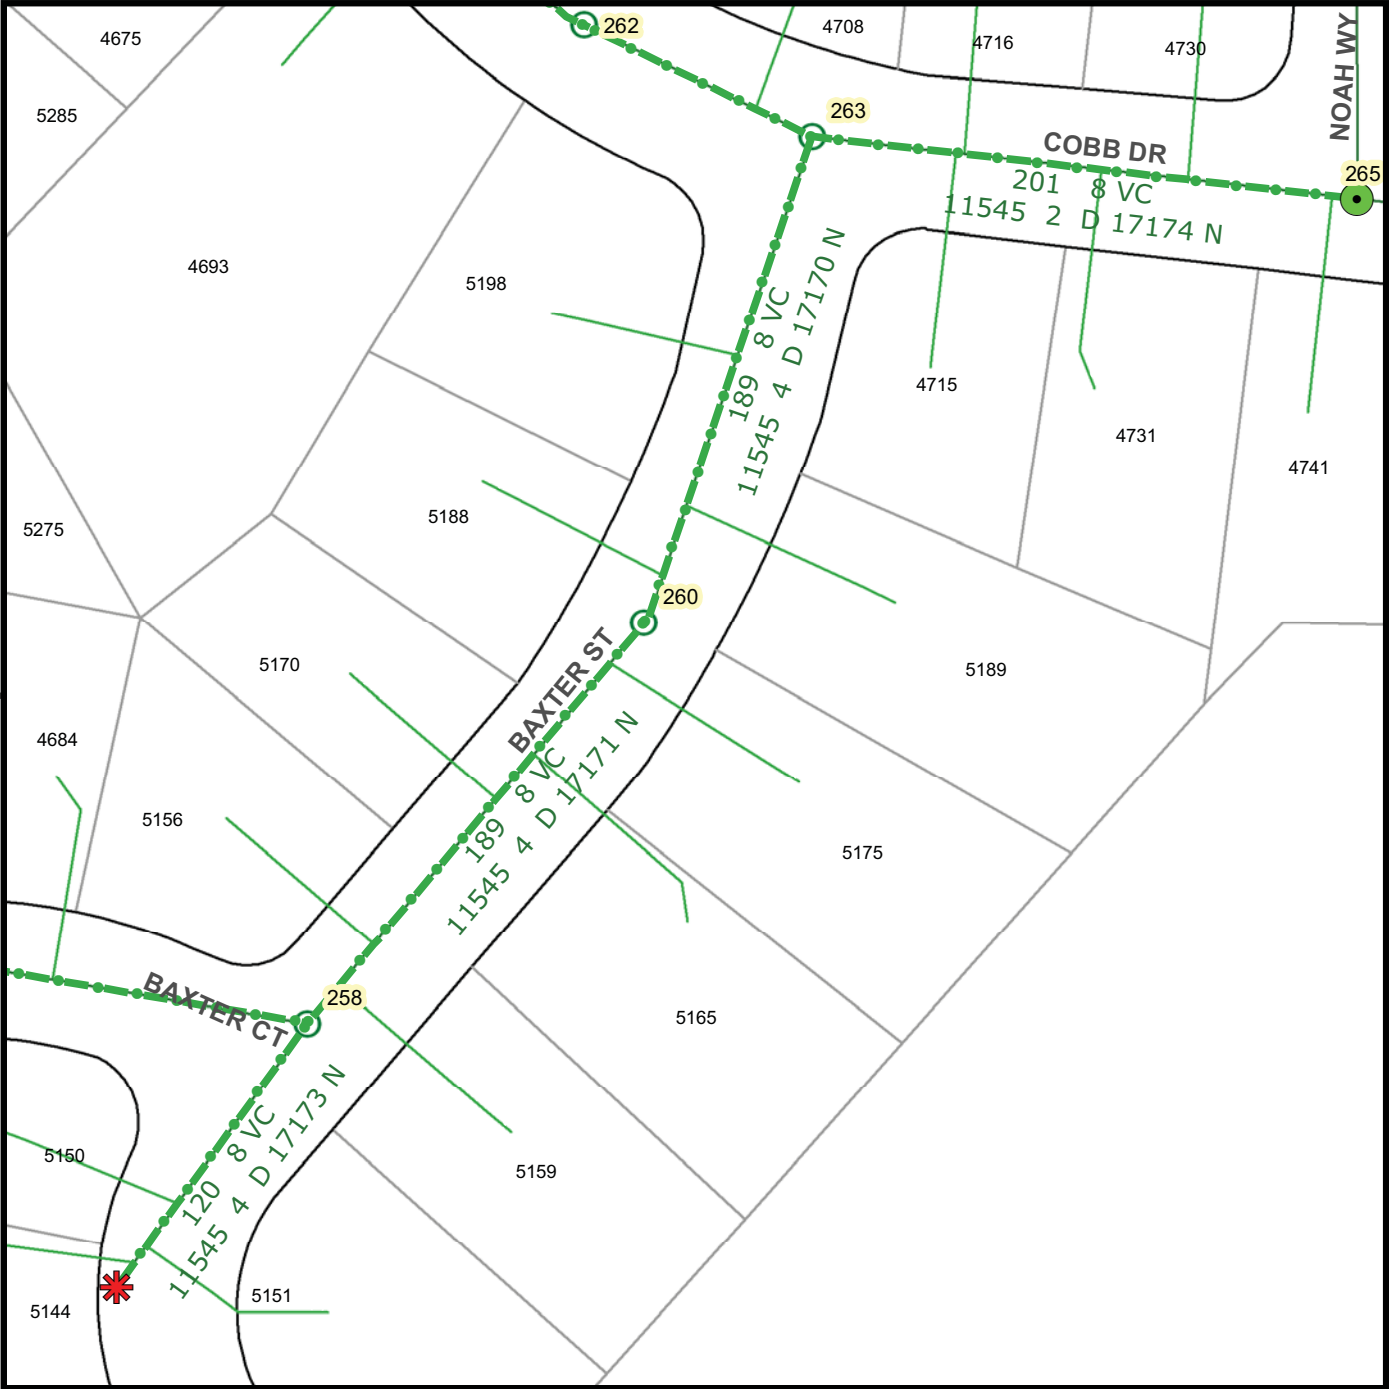 262
4675
4708
4716
4730
NOAH WY
5285
263
COBB DR
265
201 8 VC
11545 2 D 17174 N
4693
5198
189 8 VC
11545 4 D 17170 N
4715
4731
4741
5188
5275
260
BAXTER ST
5170
5189
4684
189 8 VC
11545 4 D 17171 N
5156
5175
BAXTER CT
258
5165
120 8 VC
11545 4 D 17173 N
5150
5159
5151
5144